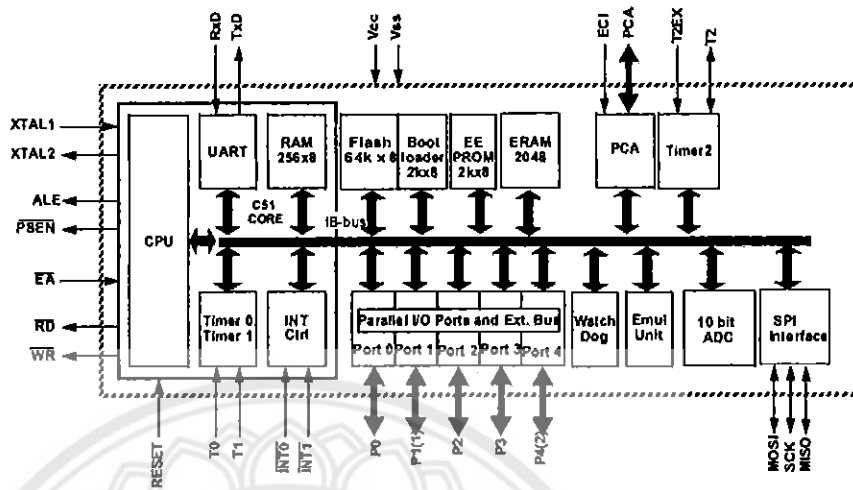 RxD
TxD
Vcc
Vss
ECI
PCA
T2EX
T2
XTAL1
XTAL2
ALE
PSEN
EA
RD
WR
CPU
UART
RAM
256x8
C51
CORE
IB-bus
Flash
64k x 8
Boot
loader
2kx8
EE
PROM
2kx8
ERAM
2048
PCA
Timer2
Timer 0
Timer 1
INT
Ctrl
Parallel I/O Ports and Ext. Bus
Port 0
Port 1
Port 2
Port 3
Port 4
Watch
Dog
Emul
Unit
10 bit
ADC
SPI
Interface
RESET
T0
T1
INT0
INT1
P0
P1(1)
P2
P3
P4(2)
MOSI
SCK
MISO